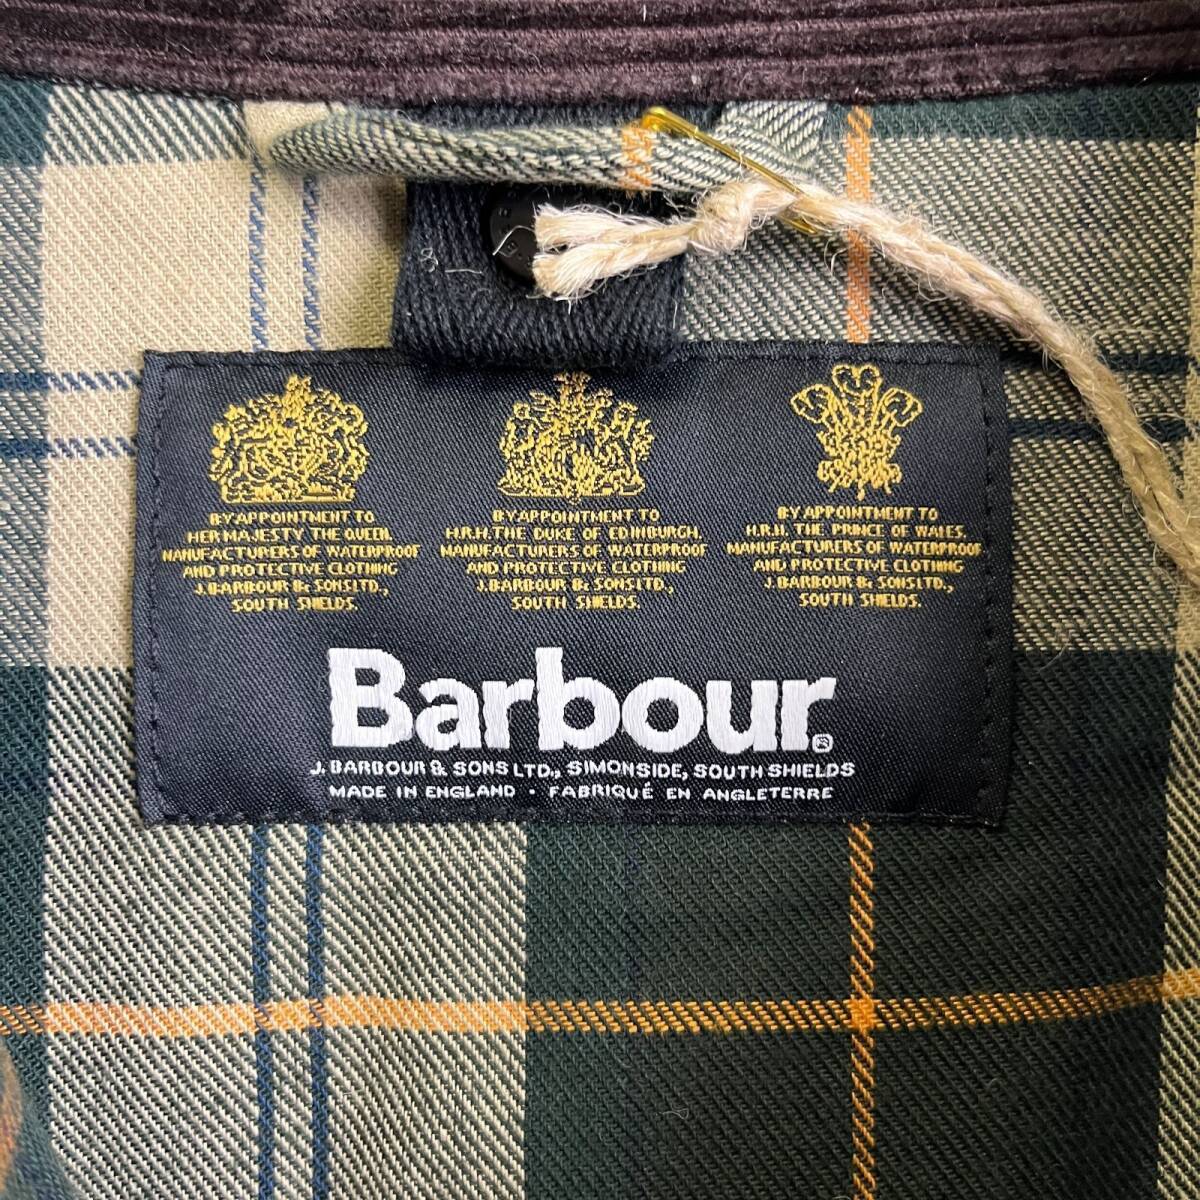 BY APPOINTMENT TO
HER MAJESTY THE QUEEN.
MANUFACTURERS OF WATERPROOF
AND PROTECTIVE CLOTHING
J. BARBOUR & SONS LTD.,
SOUTH SHIELDS.
BY APPOINTMENT TO
H.R.H. THE DUKE OF EDINBURGH.
MANUFACTURERS OF WATERPROOF
AND PROTECTIVE CLOTHING
J. BARBOUR & SONS LTD.,
SOUTH SHIELDS.
BY APPOINTMENT TO
H.R.H. THE PRINCE OF WALES.
MANUFACTURERS OF WATERPROOF
AND PROTECTIVE CLOTHING
J. BARBOUR & SONS LTD.,
SOUTH SHIELDS.
Barbour®
J. BARBOUR & SONS LTD., SIMONSIDE, SOUTH SHIELDS
MADE IN ENGLAND · FABRIQUÉ EN ANGLETERRE